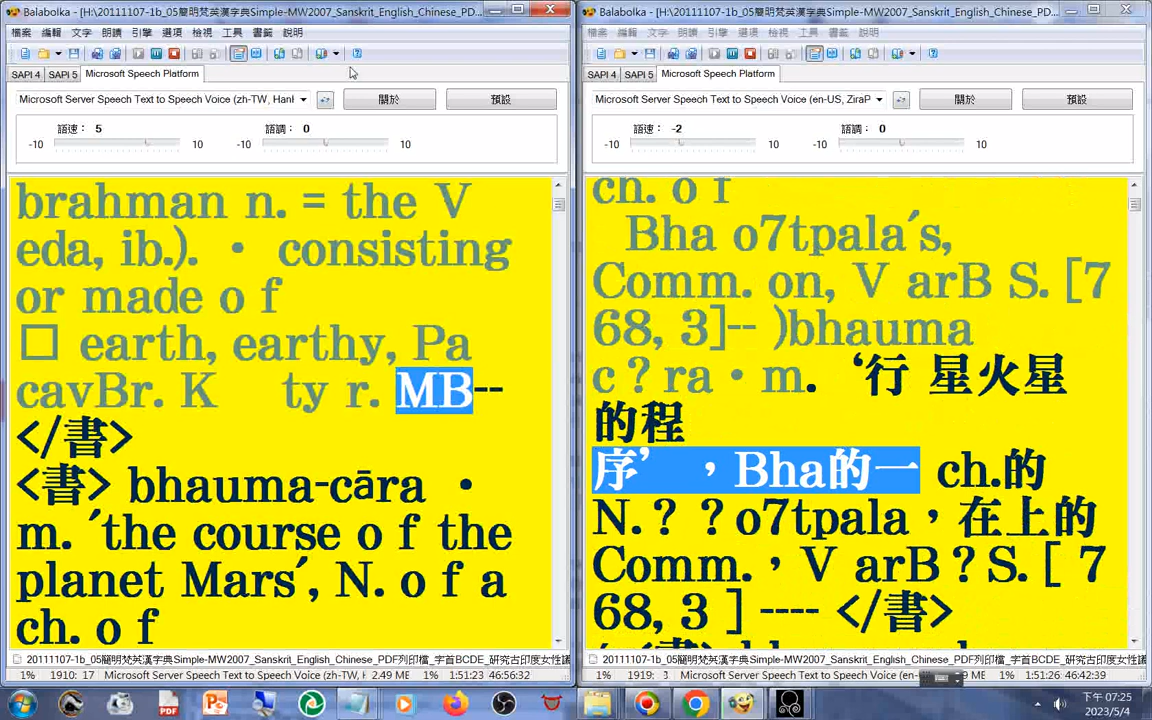 Balabolka - [H:\20111107-1b_05簡明梵英漢字典Simple-MW2007_Sanskrit_English_Chinese_PD...
檔案 編輯 文字 朗讀 引擎 選項 檢視 工具 書籤 說明
SAPI 4 SAPI 5 Microsoft Speech Platform
Microsoft Server Speech Text to Speech Voice (zh-TW, HanI
關於
預設
語速： 5
語調： 0
-10 10 -10 10
brahman n. = the V
eda, ib.). • consisting
or made o f
□ earth, earthy, Pa
cavBr. K ty r. MB--
</書>
<書> bhauma-cāra •
m. ′the course o f the
planet Mars′, N. o f a
ch. o f
20111107-1b_05簡明梵英漢字典Simple-MW2007_Sanskrit_English_Chinese_PDF列印檔_字首BCDE_研究古印度女性議
1% 1910: 17 Microsoft Server Speech Text to Speech Voice (zh-TW, H 2.49 ME 1% 1:51:23 46:56:32
Balabolka - [H:\20111107-1b_05簡明梵英漢字典Simple-MW2007_Sanskrit_English_Chinese_PD...
檔案 編輯 文字 朗讀 引擎 選項 檢視 工具 書籤 說明
SAPI 4 SAPI 5 Microsoft Speech Platform
Microsoft Server Speech Text to Speech Voice (en-US, ZiraP
關於
預設
語速： -2
語調： 0
-10 10 -10 10
ch. o f
Bha o7tpala′s,
Comm. on, V arB S. [7
68, 3]-- )bhauma
c？ra • m. ‘行 星火星
的程
序’ ，Bha的一 ch.的
N.？？o7tpala，在上的
Comm.，V arB？S. [ 7
68, 3 ] ---- </書>
20111107-1b_05簡明梵英漢字典Simple-MW2007_Sanskrit_English_Chinese_PDF列印檔_字首BCDE_研究古印度女性議
1% 1919: 3 Microsoft Server Speech Text to Speech Voice ME 1% 1:51:26 46:42:39
下午 07:25
2023/5/4